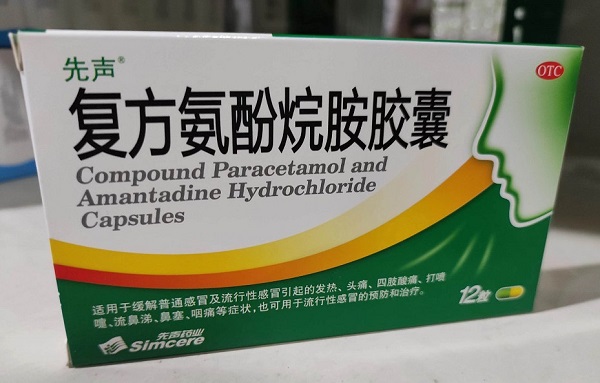 先声®
OTC
复方氨酚烷胺胶囊
Compound Paracetamol and
Amantadine Hydrochloride
Capsules
适用于缓解普通感冒及流行性感冒引起的发热、头痛、四肢酸痛、打喷
嚏、流鼻涕、鼻塞、咽痛等症状,也可用于流行性感冒的预防和治疗。
12粒
先声药业
Simcere